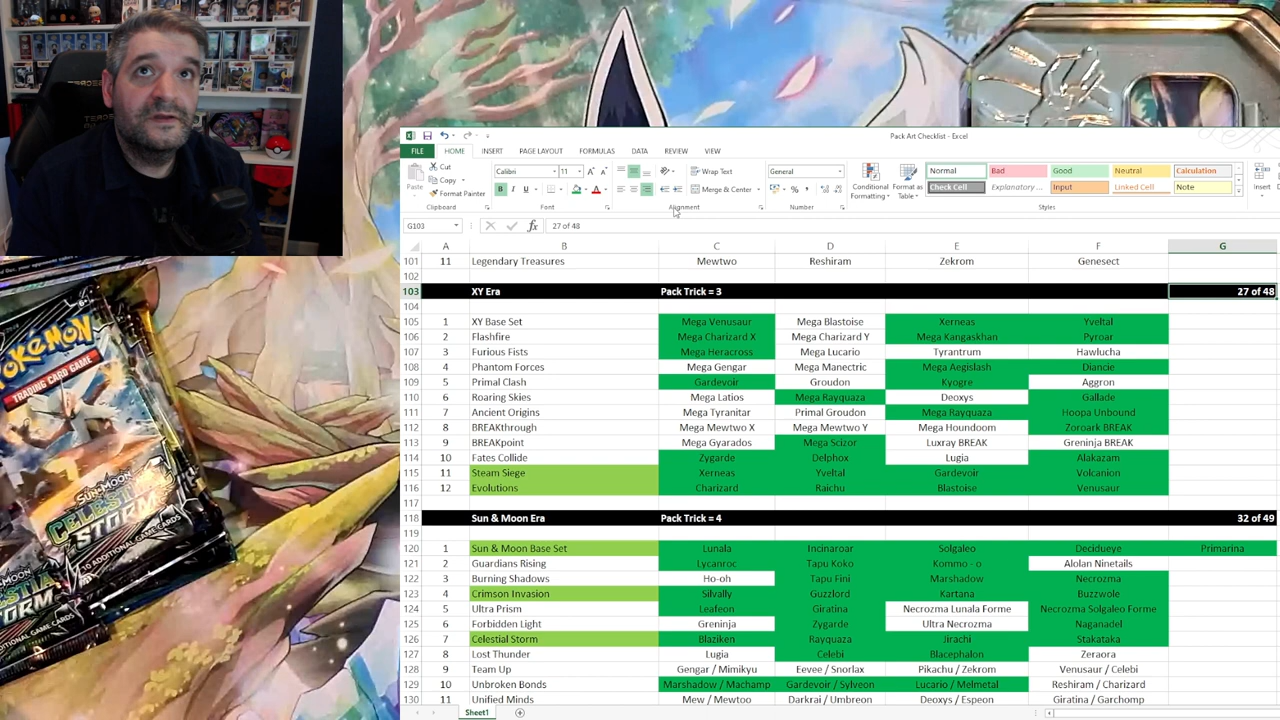 Pack Art Checklist - Excel
FILE HOME INSERT PAGE LAYOUT FORMULAS DATA REVIEW VIEW
Paste Cut Copy Format Painter Clipboard
Calibri 11 Font
Wrap Text Merge & Center Alignment
General Number
Conditional Formatting Format as Table
Normal Bad Good Neutral Calculation
Check Cell Explanatory ... Input Linked Cell Note
Styles Insert
G103 fx 27 of 48
A B C D E F G
101 11 Legendary Treasures Mewtwo Reshiram Zekrom Genesect
102
103 XY Era Pack Trick = 3 27 of 48
104
105 1 XY Base Set Mega Venusaur Mega Blastoise Xerneas Yveltal
106 2 Flashfire Mega Charizard X Mega Charizard Y Mega Kangaskhan Pyroar
107 3 Furious Fists Mega Heracross Mega Lucario Tyrantrum Hawlucha
108 4 Phantom Forces Mega Gengar Mega Manectric Mega Aegislash Diancie
109 5 Primal Clash Gardevoir Groudon Kyogre Aggron
110 6 Roaring Skies Mega Latios Mega Rayquaza Deoxys Gallade
111 7 Ancient Origins Mega Tyranitar Primal Groudon Mega Rayquaza Hoopa Unbound
112 8 BREAKthrough Mega Mewtwo X Mega Mewtwo Y Mega Houndoom Zoroark BREAK
113 9 BREAKpoint Mega Gyarados Mega Scizor Luxray BREAK Greninja BREAK
114 10 Fates Collide Zygarde Delphox Lugia Alakazam
115 11 Steam Siege Xerneas Yveltal Gardevoir Volcanion
116 12 Evolutions Charizard Raichu Blastoise Venusaur
117
118 Sun & Moon Era Pack Trick = 4 32 of 49
119
120 1 Sun & Moon Base Set Lunala Incinaroar Solgaleo Decidueye Primarina
121 2 Guardians Rising Lycanroc Tapu Koko Kommo - o Alolan Ninetails
122 3 Burning Shadows Ho-oh Tapu Fini Marshadow Necrozma
123 4 Crimson Invasion Silvally Guzzlord Kartana Buzzwole
124 5 Ultra Prism Leafeon Giratina Necrozma Lunala Forme Necrozma Solgaleo Forme
125 6 Forbidden Light Greninja Zygarde Ultra Necrozma Naganadel
126 7 Celestial Storm Blaziken Rayquaza Jirachi Stakataka
127 8 Lost Thunder Lugia Celebi Blacephalon Zeraora
128 9 Team Up Gengar / Mimikyu Eevee / Snorlax Pikachu / Zekrom Venusaur / Celebi
129 10 Unbroken Bonds Marshadow / Machamp Gardevoir / Sylveon Lucario / Melmetal Reshiram / Charizard
130 11 Unified Minds Mew / Mewtoo Darkrai / Umbreon Deoxys / Espeon Giratina / Garchomp
Sheet1
POKéMON
TRADING CARD GAME
SUN & MOON
CELESTIAL
STORM
10 ADDITIONAL GAME CARDS